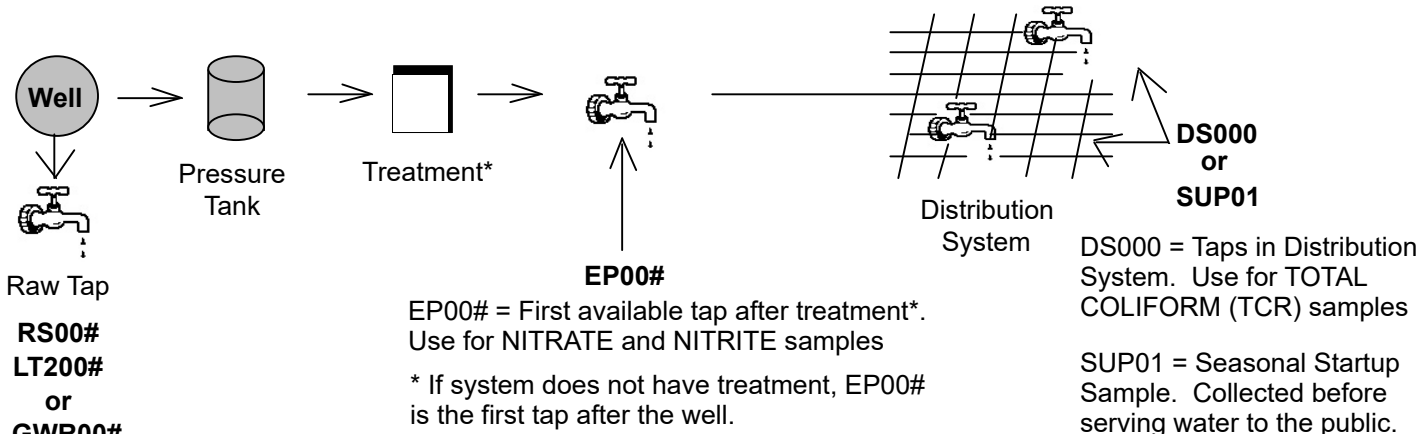 Well
Pressure
Tank
Treatment*
Raw Tap
RS00#
LT200#
or
GWR00#
EP00#
EP00# = First available tap after treatment*.
Use for NITRATE and NITRITE samples
* If system does not have treatment, EP00#
is the first tap after the well.
Distribution
System
DS000
or
SUP01
DS000 = Taps in Distribution
System. Use for TOTAL
COLIFORM (TCR) samples
SUP01 = Seasonal Startup
Sample. Collected before
serving water to the public.